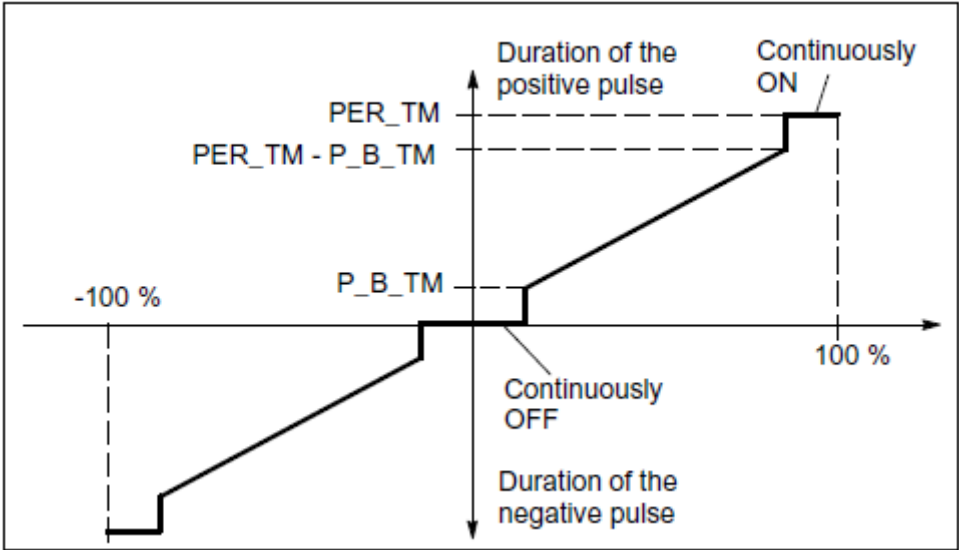 Duration of the
positive pulse
Continuously
ON
PER_TM
PER_TM - P_B_TM
P_B_TM
-100 %
100 %
Continuously
OFF
Duration of the
negative pulse